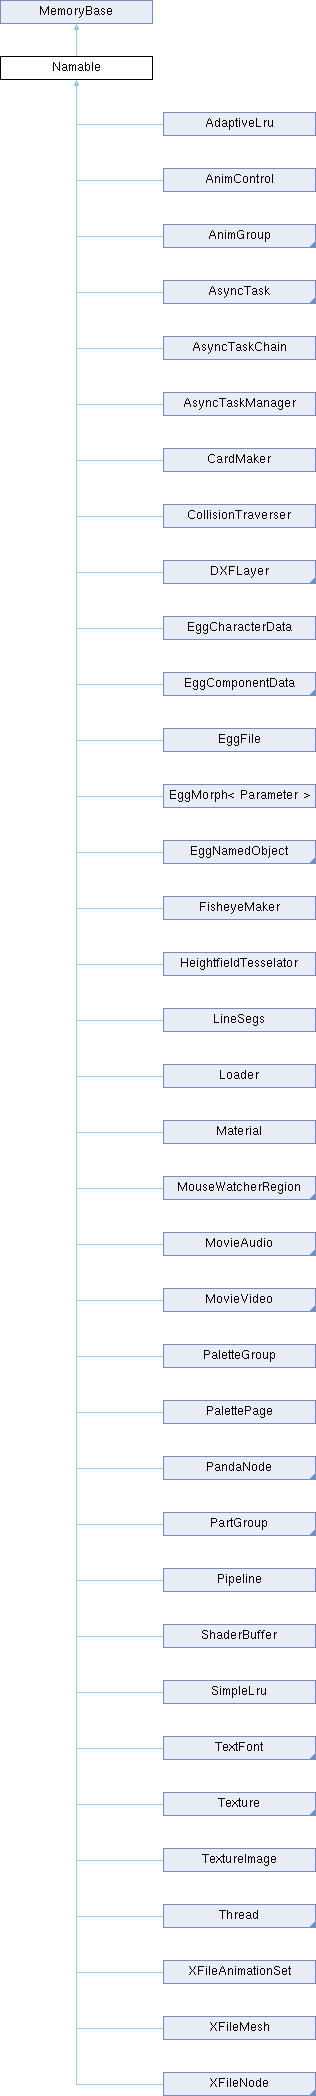 MemoryBase
Namable
AdaptiveLru
AnimControl
AnimGroup
AsyncTask
AsyncTaskChain
AsyncTaskManager
CardMaker
CollisionTraverser
DXFLayer
EggCharacterData
EggComponentData
EggFile
EggMorph< Parameter >
EggNamedObject
FisheyeMaker
HeightfieldTesselator
LineSegs
Loader
Material
MouseWatcherRegion
MovieAudio
MovieVideo
PaletteGroup
PalettePage
PandaNode
PartGroup
Pipeline
ShaderBuffer
SimpleLru
TextFont
Texture
TextureImage
Thread
XFileAnimationSet
XFileMesh
XFileNode